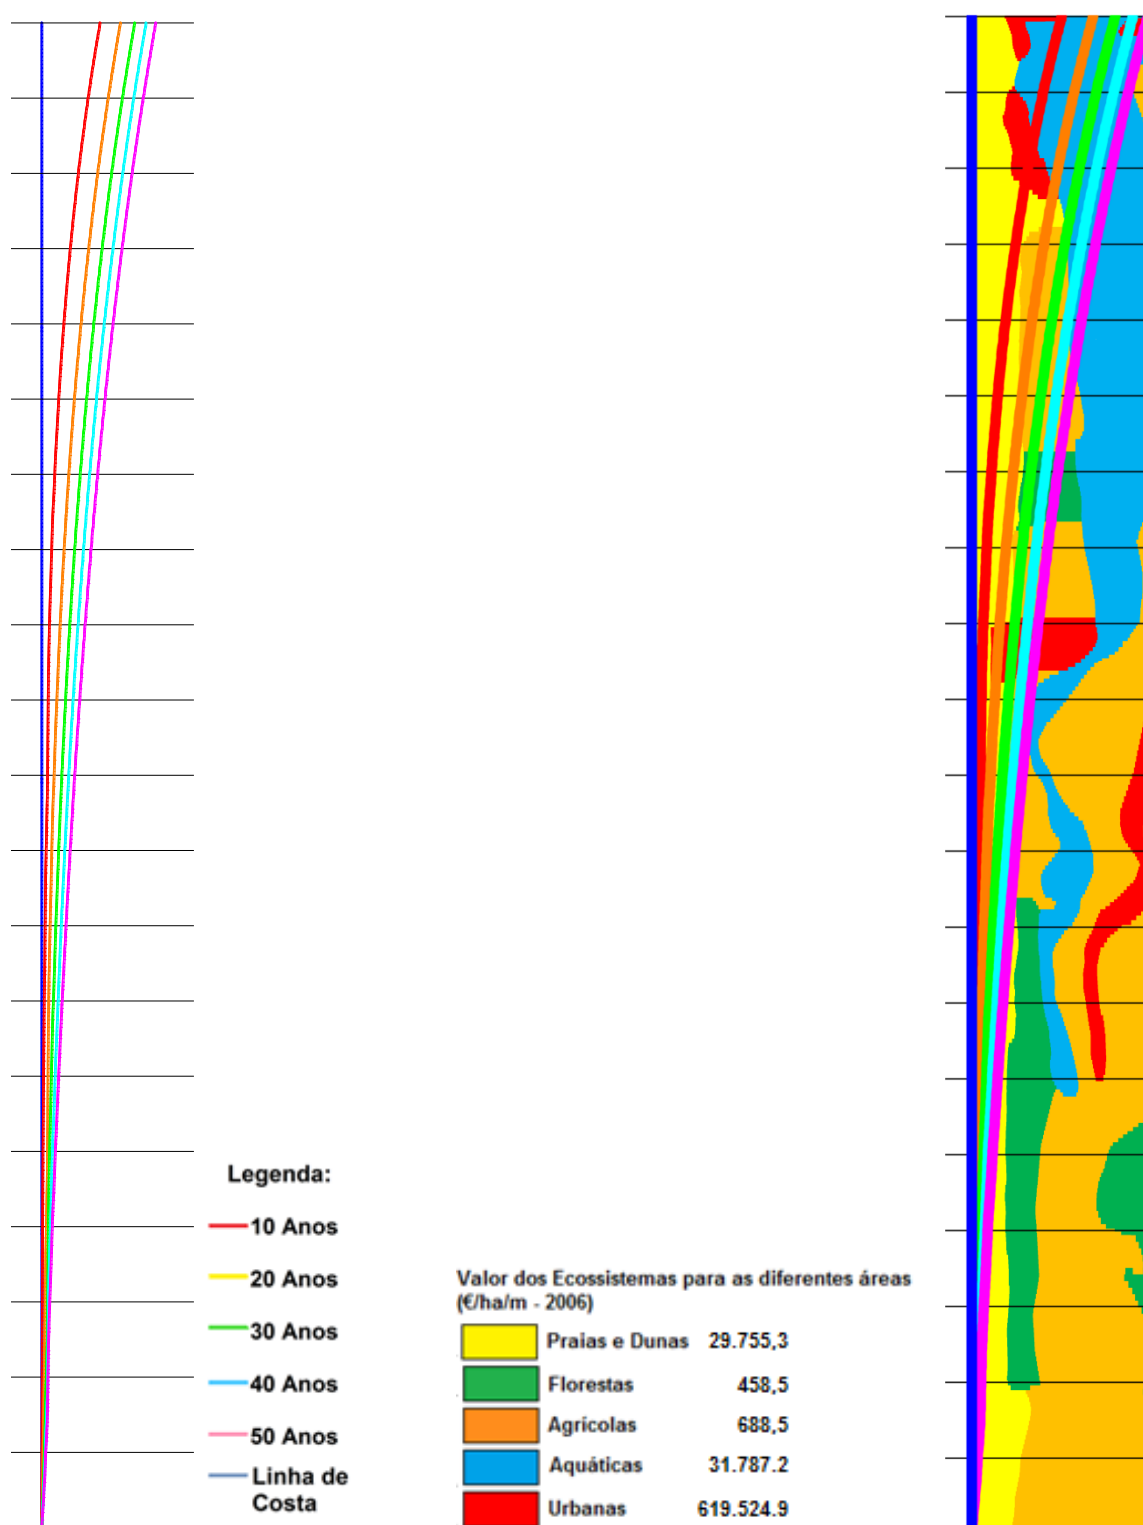 Legenda:
10 Anos
20 Anos
30 Anos
40 Anos
50 Anos
Linha de
Costa
Valor dos Ecossistemas para as diferentes áreas
(€/ha/m - 2006)
Praias e Dunas 29.755,3
Florestas 458,5
Agrícolas 688,5
Aquáticas 31.787.2
Urbanas 619.524.9